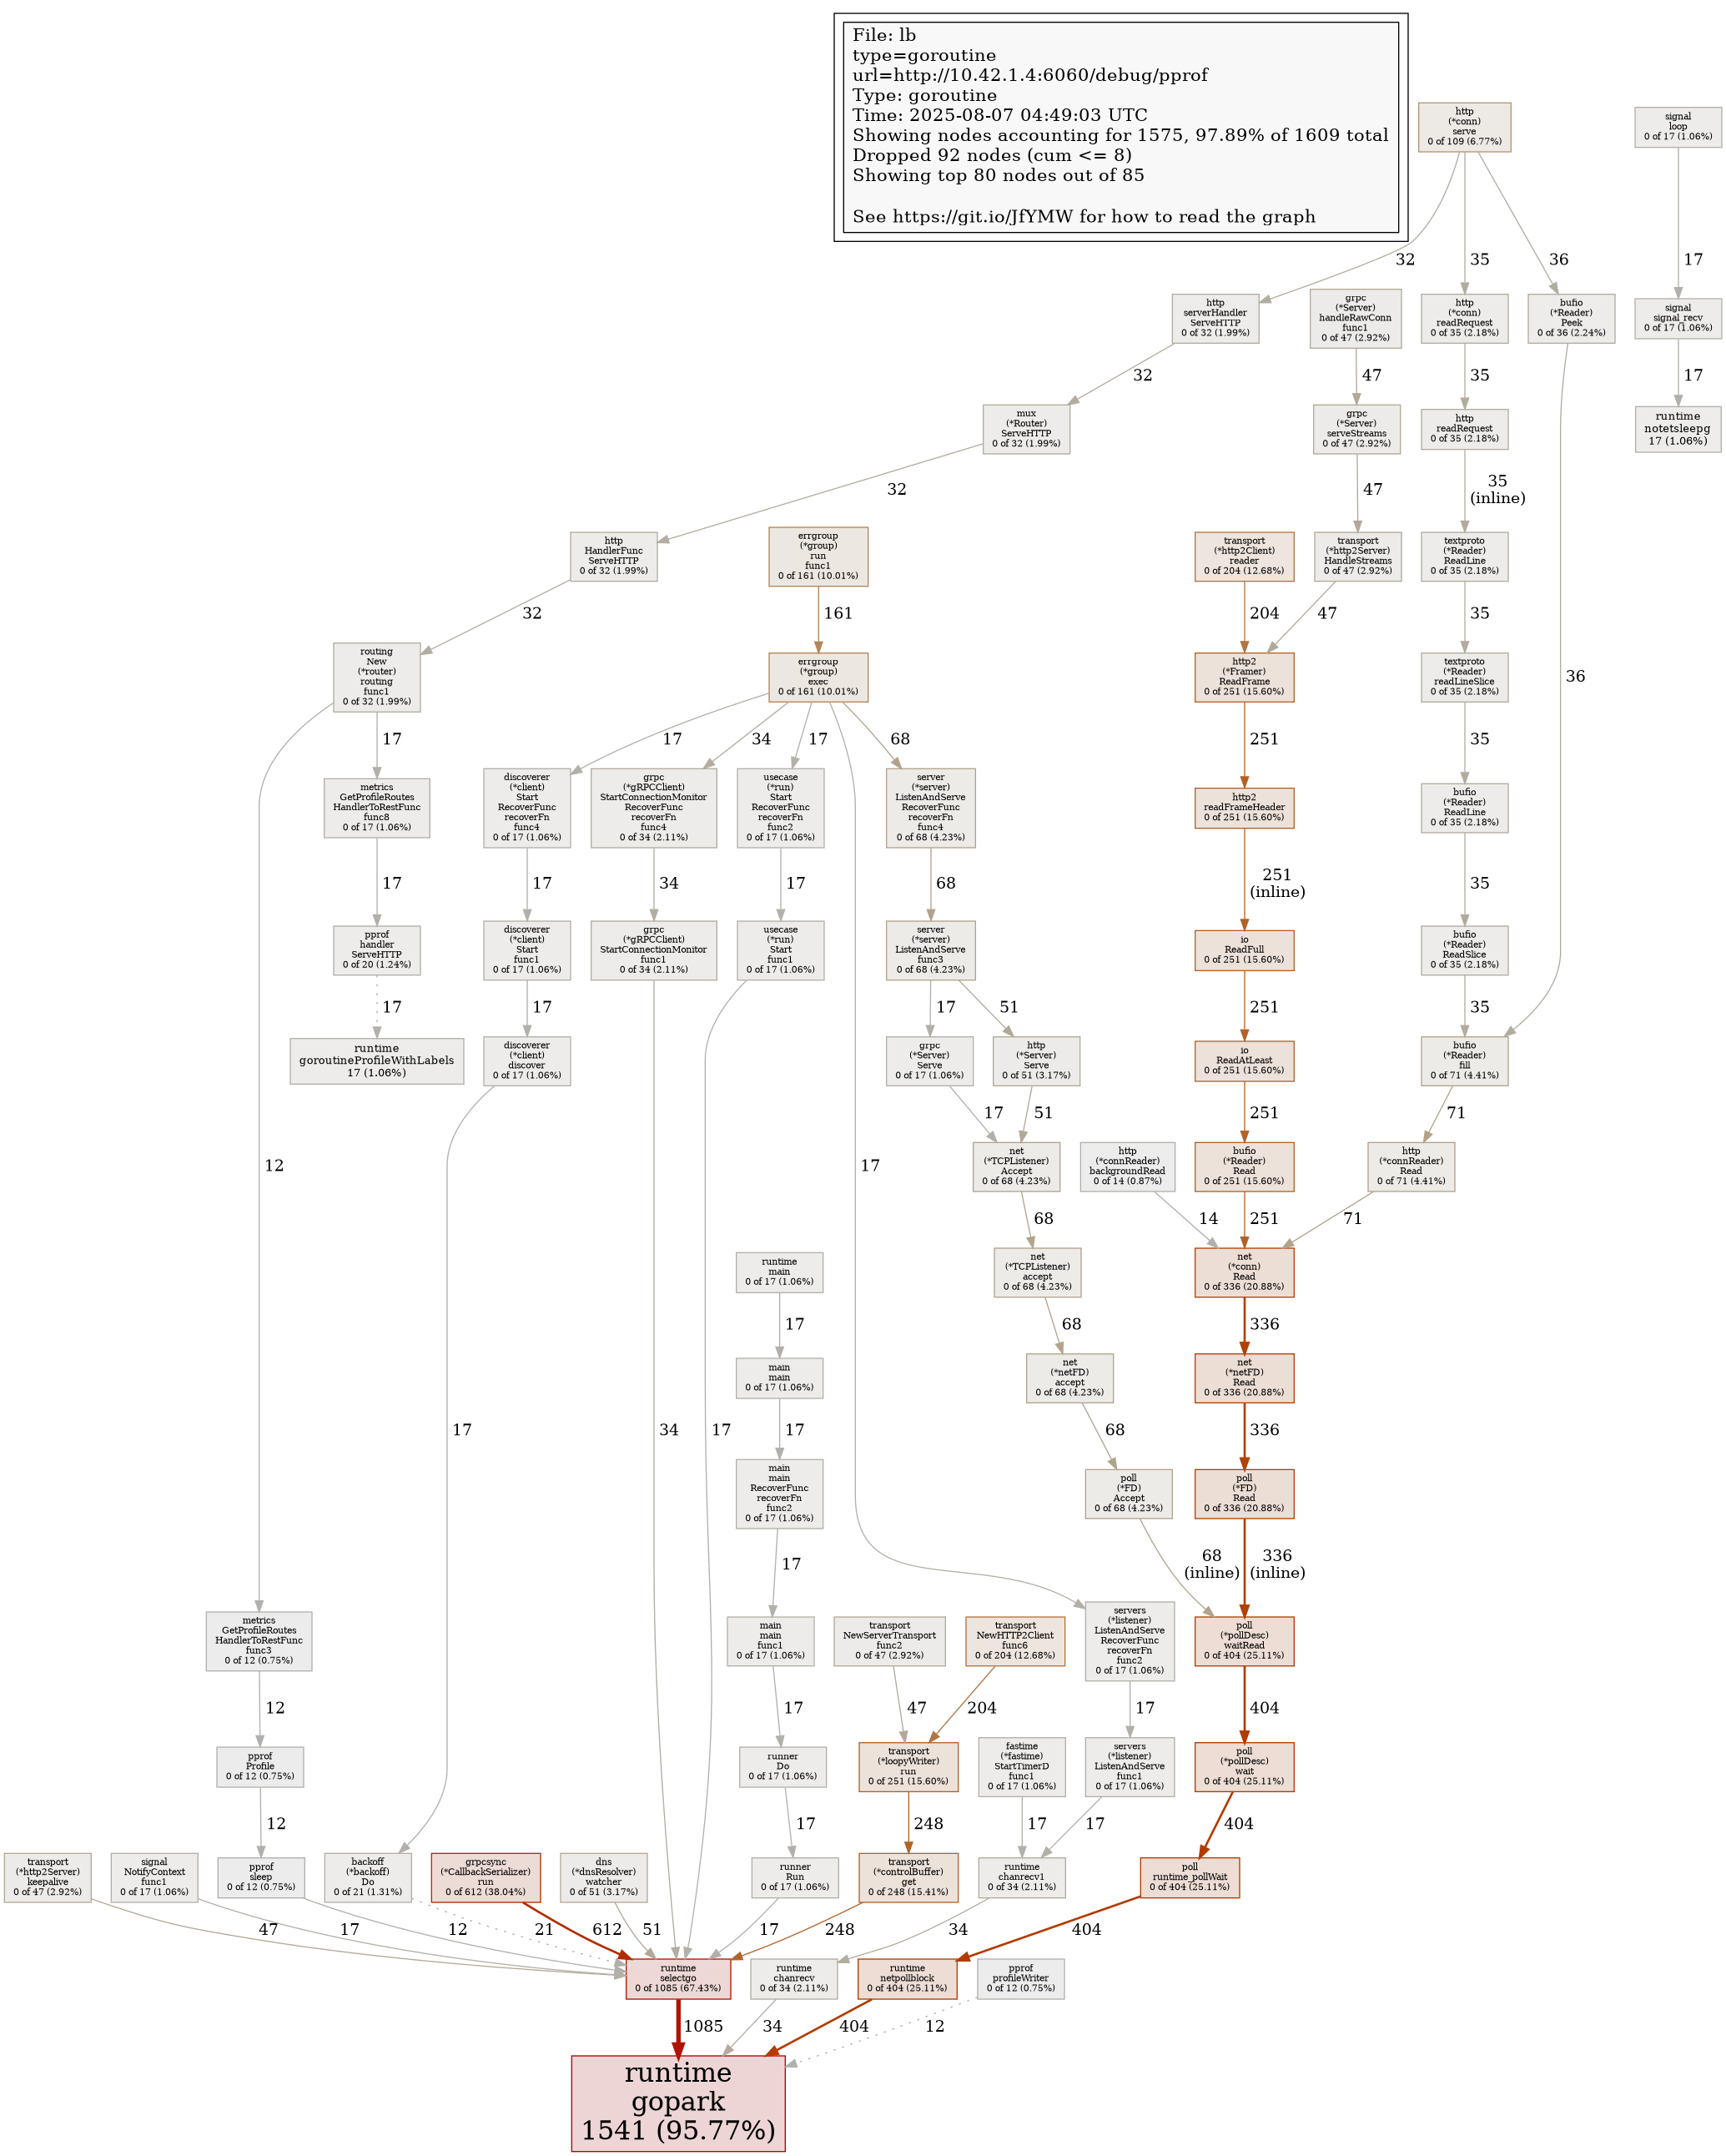 File: lb
type=goroutine
url=http://10.42.1.4:6060/debug/pprof
Type: goroutine
Time: 2025-08-07 04:49:03 UTC
Showing nodes accounting for 1575, 97.89% of 1609 total
Dropped 92 nodes (cum <= 8)
Showing top 80 nodes out of 85
See https://git.io/JfYMW for how to read the graph
http
(*conn)
serve
0 of 109 (6.77%)
signal
loop
0 of 17 (1.06%)
32
35
36
17
http
serverHandler
ServeHTTP
0 of 32 (1.99%)
grpc
(*Server)
handleRawConn
func1
0 of 47 (2.92%)
http
(*conn)
readRequest
0 of 35 (2.18%)
bufio
(*Reader)
Peek
0 of 36 (2.24%)
signal
signal_recv
0 of 17 (1.06%)
32
47
35
17
mux
(*Router)
ServeHTTP
0 of 32 (1.99%)
grpc
(*Server)
serveStreams
0 of 47 (2.92%)
http
readRequest
0 of 35 (2.18%)
runtime
notetsleepg
17 (1.06%)
32
47
35
(inline)
http
HandlerFunc
ServeHTTP
0 of 32 (1.99%)
errgroup
(*group)
run
func1
0 of 161 (10.01%)
transport
(*http2Client)
reader
0 of 204 (12.68%)
transport
(*http2Server)
HandleStreams
0 of 47 (2.92%)
textproto
(*Reader)
ReadLine
0 of 35 (2.18%)
32
161
204
47
35
routing
New
(*router)
routing
func1
0 of 32 (1.99%)
errgroup
(*group)
exec
0 of 161 (10.01%)
http2
(*Framer)
ReadFrame
0 of 251 (15.60%)
textproto
(*Reader)
readLineSlice
0 of 35 (2.18%)
36
17
17
34
17
68
251
35
metrics
GetProfileRoutes
HandlerToRestFunc
func8
0 of 17 (1.06%)
discoverer
(*client)
Start
RecoverFunc
recoverFn
func4
0 of 17 (1.06%)
grpc
(*gRPCClient)
StartConnectionMonitor
RecoverFunc
recoverFn
func4
0 of 34 (2.11%)
usecase
(*run)
Start
RecoverFunc
recoverFn
func2
0 of 17 (1.06%)
server
(*server)
ListenAndServe
RecoverFunc
recoverFn
func4
0 of 68 (4.23%)
http2
readFrameHeader
0 of 251 (15.60%)
bufio
(*Reader)
ReadLine
0 of 35 (2.18%)
17
17
34
17
68
251
(inline)
35
pprof
handler
ServeHTTP
0 of 20 (1.24%)
discoverer
(*client)
Start
func1
0 of 17 (1.06%)
grpc
(*gRPCClient)
StartConnectionMonitor
func1
0 of 34 (2.11%)
usecase
(*run)
Start
func1
0 of 17 (1.06%)
server
(*server)
ListenAndServe
func3
0 of 68 (4.23%)
io
ReadFull
0 of 251 (15.60%)
bufio
(*Reader)
ReadSlice
0 of 35 (2.18%)
17
17
17
51
251
35
runtime
goroutineProfileWithLabels
17 (1.06%)
discoverer
(*client)
discover
0 of 17 (1.06%)
grpc
(*Server)
Serve
0 of 17 (1.06%)
http
(*Server)
Serve
0 of 51 (3.17%)
io
ReadAtLeast
0 of 251 (15.60%)
bufio
(*Reader)
fill
0 of 71 (4.41%)
17
51
251
71
12
17
net
(*TCPListener)
Accept
0 of 68 (4.23%)
http
(*connReader)
backgroundRead
0 of 14 (0.87%)
bufio
(*Reader)
Read
0 of 251 (15.60%)
http
(*connReader)
Read
0 of 71 (4.41%)
68
14
251
71
runtime
main
0 of 17 (1.06%)
net
(*TCPListener)
accept
0 of 68 (4.23%)
net
(*conn)
Read
0 of 336 (20.88%)
17
68
336
main
main
0 of 17 (1.06%)
net
(*netFD)
accept
0 of 68 (4.23%)
net
(*netFD)
Read
0 of 336 (20.88%)
17
34
17
17
68
336
main
main
RecoverFunc
recoverFn
func2
0 of 17 (1.06%)
poll
(*FD)
Accept
0 of 68 (4.23%)
poll
(*FD)
Read
0 of 336 (20.88%)
17
68
(inline)
336
(inline)
metrics
GetProfileRoutes
HandlerToRestFunc
func3
0 of 12 (0.75%)
main
main
func1
0 of 17 (1.06%)
transport
NewServerTransport
func2
0 of 47 (2.92%)
transport
NewHTTP2Client
func6
0 of 204 (12.68%)
servers
(*listener)
ListenAndServe
RecoverFunc
recoverFn
func2
0 of 17 (1.06%)
poll
(*pollDesc)
waitRead
0 of 404 (25.11%)
12
17
47
204
17
404
pprof
Profile
0 of 12 (0.75%)
runner
Do
0 of 17 (1.06%)
transport
(*loopyWriter)
run
0 of 251 (15.60%)
fastime
(*fastime)
StartTimerD
func1
0 of 17 (1.06%)
servers
(*listener)
ListenAndServe
func1
0 of 17 (1.06%)
poll
(*pollDesc)
wait
0 of 404 (25.11%)
12
17
248
17
17
404
transport
(*http2Server)
keepalive
0 of 47 (2.92%)
signal
NotifyContext
func1
0 of 17 (1.06%)
pprof
sleep
0 of 12 (0.75%)
backoff
(*backoff)
Do
0 of 21 (1.31%)
grpcsync
(*CallbackSerializer)
run
0 of 612 (38.04%)
dns
(*dnsResolver)
watcher
0 of 51 (3.17%)
runner
Run
0 of 17 (1.06%)
transport
(*controlBuffer)
get
0 of 248 (15.41%)
runtime
chanrecv1
0 of 34 (2.11%)
poll
runtime_pollWait
0 of 404 (25.11%)
47
17
12
21
612
51
17
248
34
404
runtime
selectgo
0 of 1085 (67.43%)
runtime
chanrecv
0 of 34 (2.11%)
runtime
netpollblock
0 of 404 (25.11%)
pprof
profileWriter
0 of 12 (0.75%)
1085
34
404
12
runtime
gopark
1541 (95.77%)